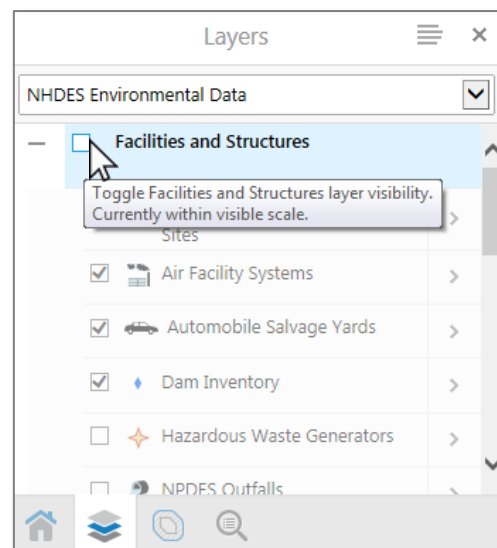 Layers
NHDES Environmental Data
Facilities and Structures
Toggle Facilities and Structures layer visibility.
Currently within visible scale.
Sites
Air Facility Systems
Automobile Salvage Yards
Dam Inventory
Hazardous Waste Generators
NPDES Outfalls